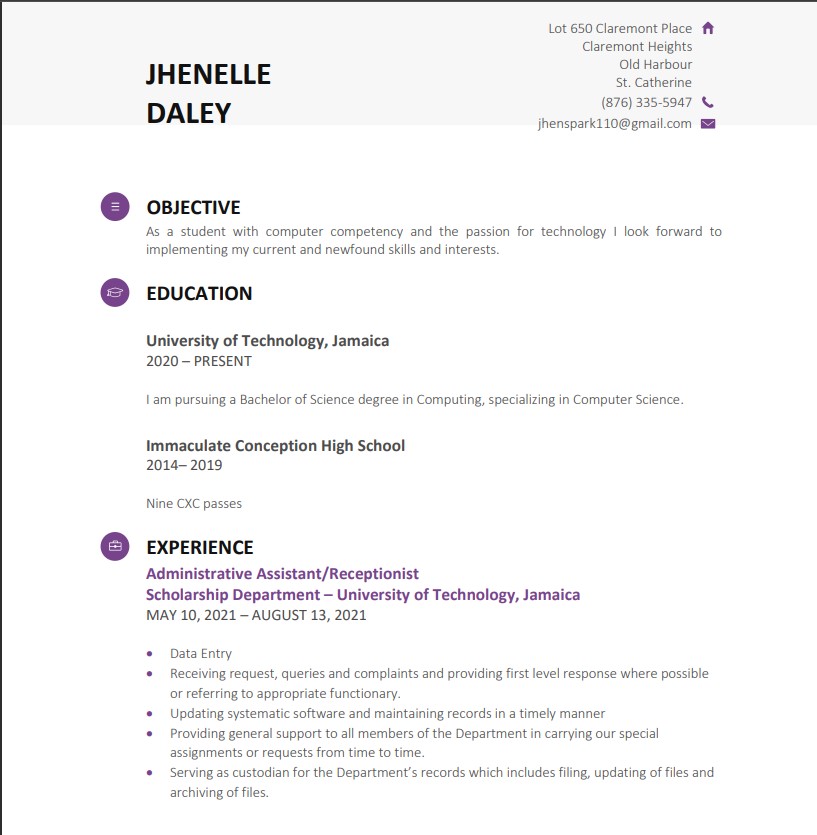 JHENELLE
DALEY
Lot 650 Claremont Place
Claremont Heights
Old Harbour
St. Catherine
(876) 335-5947
jhenspark110@gmail.com
OBJECTIVE
As a student with computer competency and the passion for technology I look forward to
implementing my current and newfound skills and interests.
EDUCATION
University of Technology, Jamaica
2020 – PRESENT
I am pursuing a Bachelor of Science degree in Computing, specializing in Computer Science.
Immaculate Conception High School
2014– 2019
Nine CXC passes
EXPERIENCE
Administrative Assistant/Receptionist
Scholarship Department – University of Technology, Jamaica
MAY 10, 2021 – AUGUST 13, 2021
• Data Entry
• Receiving request, queries and complaints and providing first level response where possible
or referring to appropriate functionary.
• Updating systematic software and maintaining records in a timely manner
• Providing general support to all members of the Department in carrying our special
assignments or requests from time to time.
• Serving as custodian for the Department’s records which includes filing, updating of files and
archiving of files.